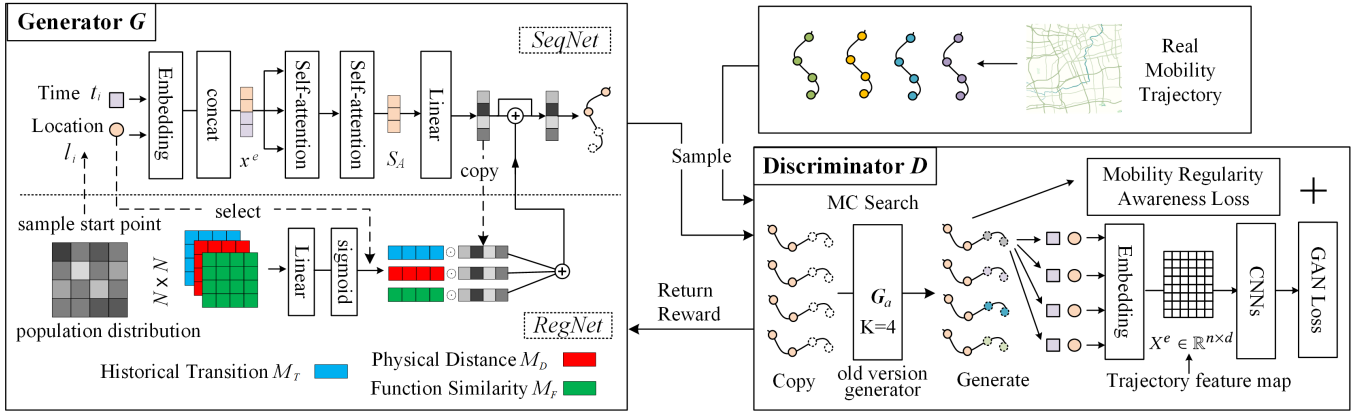 Generator G
SeqNet
Time t_i
Location
l_i
Embedding
concat
x^e
Self-attention
Self-attention
S_A
Linear
copy
sample start point
select
N × N
Linear
sigmoid
population distribution
RegNet
Historical Transition M_T
Physical Distance M_D
Function Similarity M_F
Sample
Return
Reward
Real
Mobility
Trajectory
Discriminator D
MC Search
Mobility Regularity
Awareness Loss
+
G_a
K=4
Copy
old version
generator
Generate
Embedding
X^e ∈ ℝ^{n×d}
Trajectory feature map
CNNs
GAN Loss